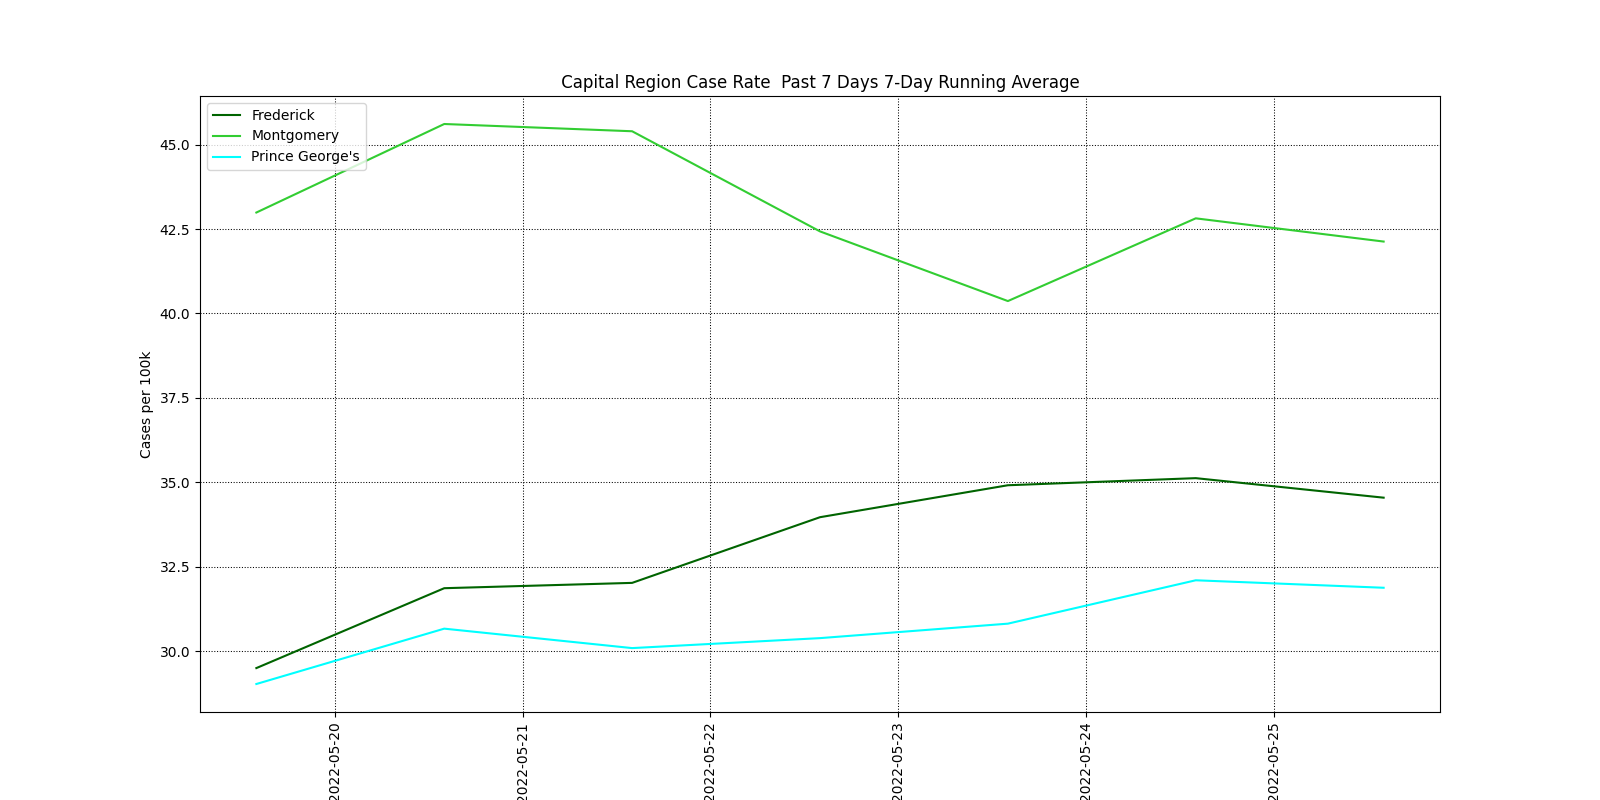 Capital Region Case Rate  Past 7 Days 7-Day Running Average
Frederick
Montgomery
Prince George's
45.0
42.5
40.0
37.5
35.0
32.5
30.0
Cases per 100k
2022-05-20
2022-05-21
2022-05-22
2022-05-23
2022-05-24
2022-05-25